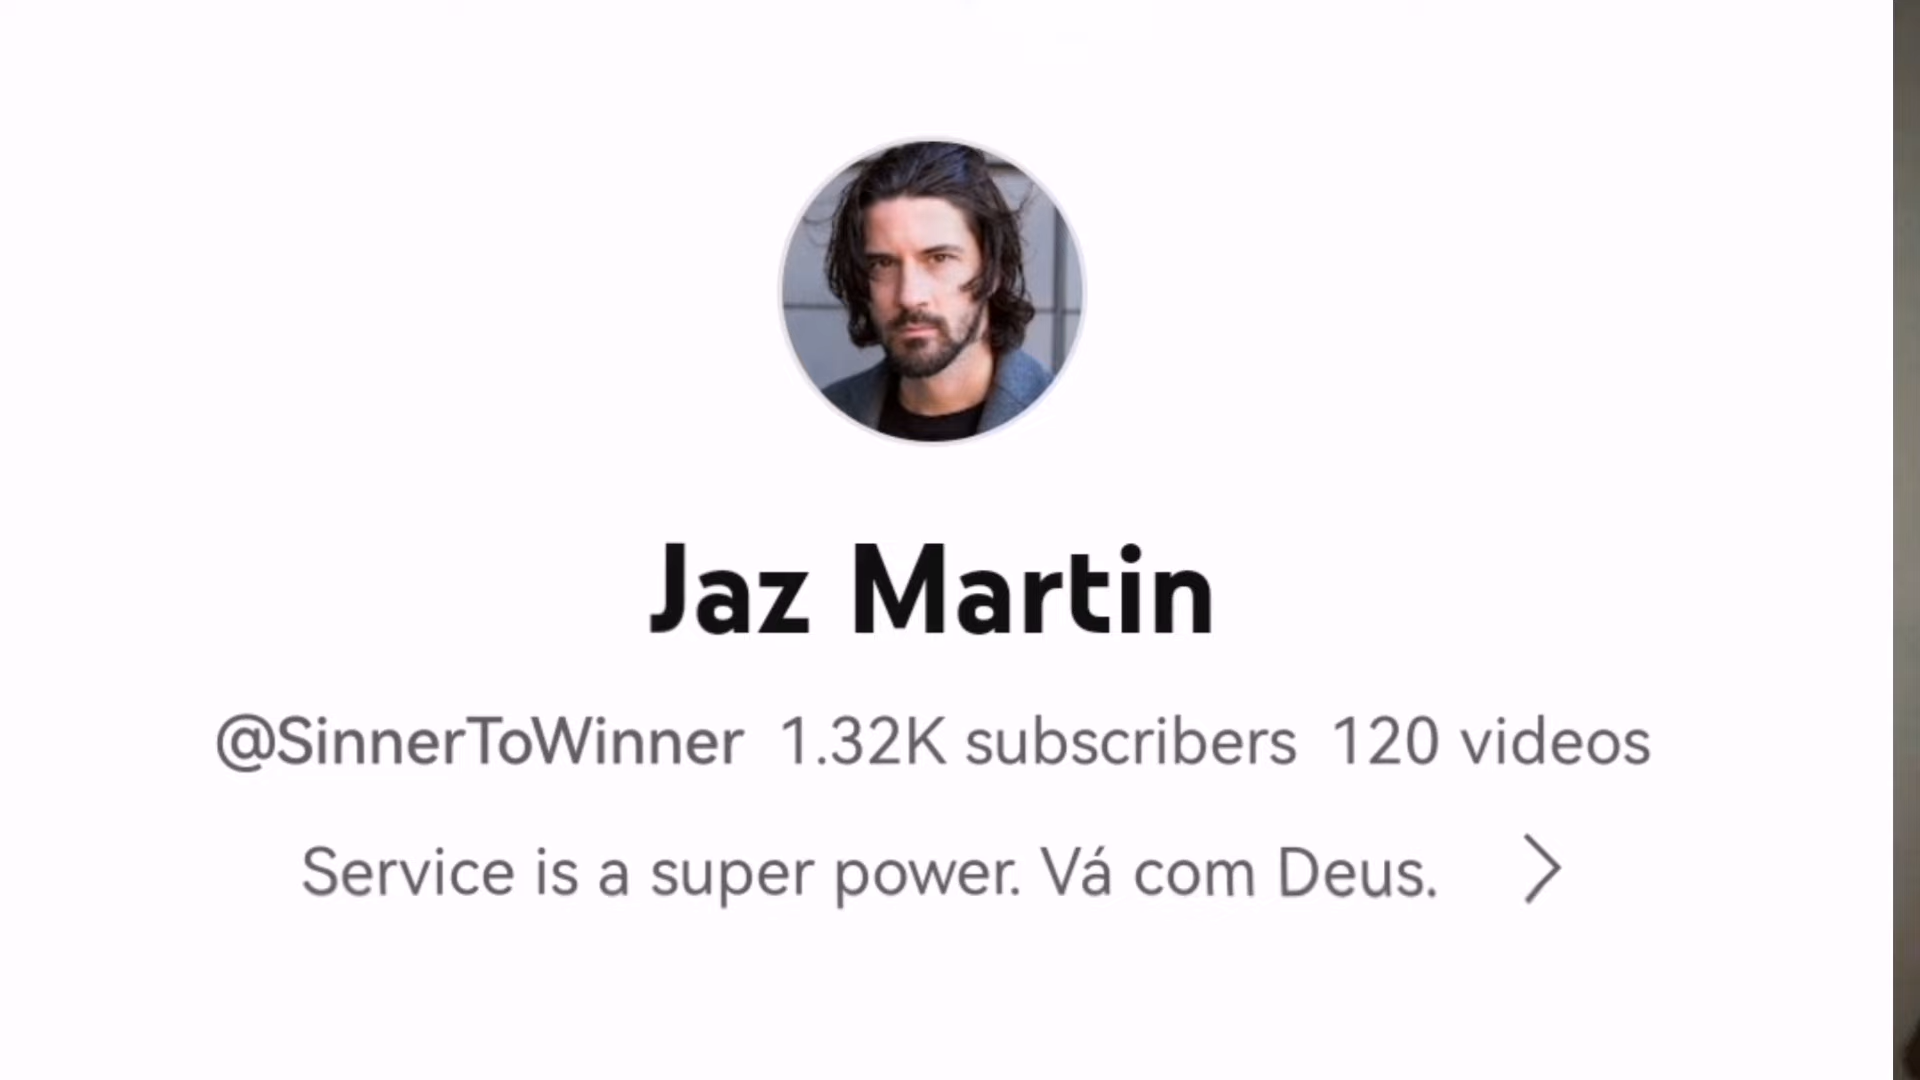 Jaz Martin
@SinnerToWinner 1.32K subscribers 120 videos
Service is a super power. Vá com Deus.